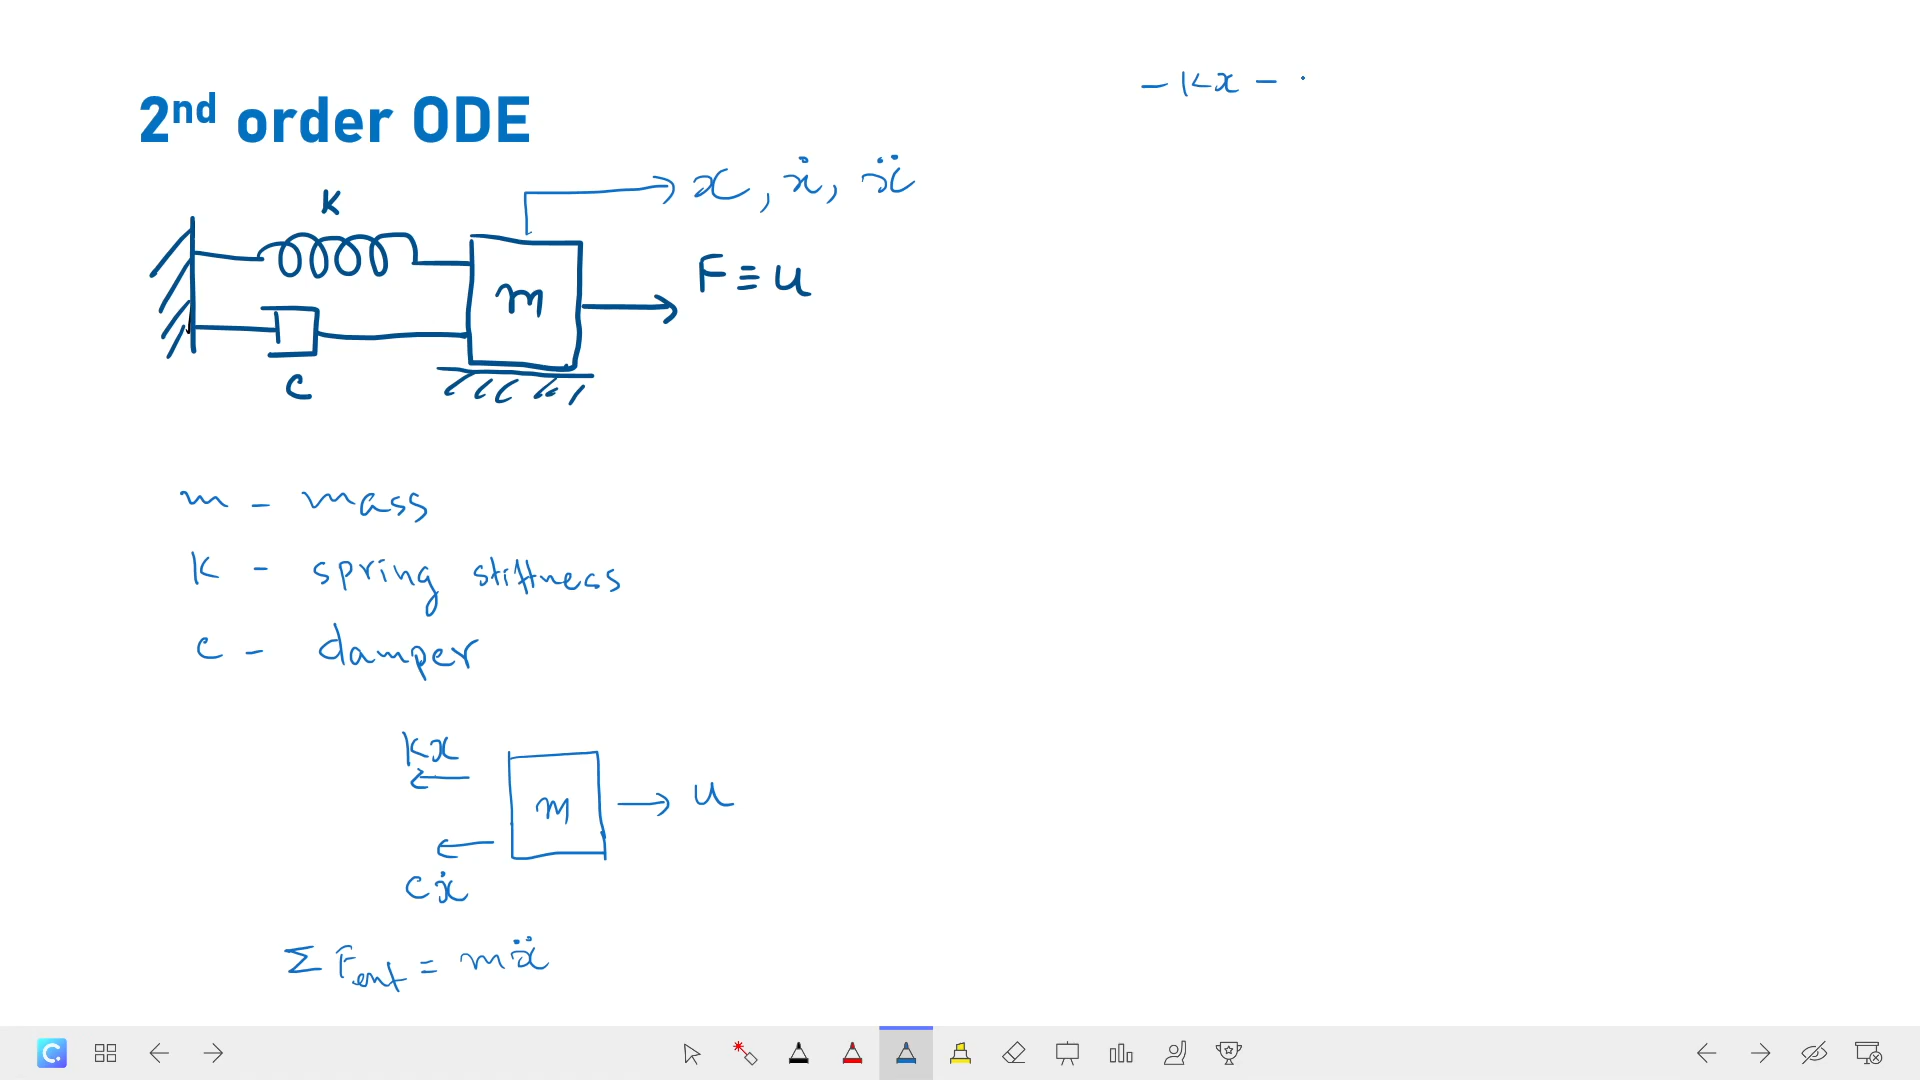 2nd order ODE
K
x, ẋ, ẍ
m
F ≡ u
c
m - mass
K - spring stiffness
c - damper
Kx
m
u
cẋ
Σ Fext = mẍ
- Kx -